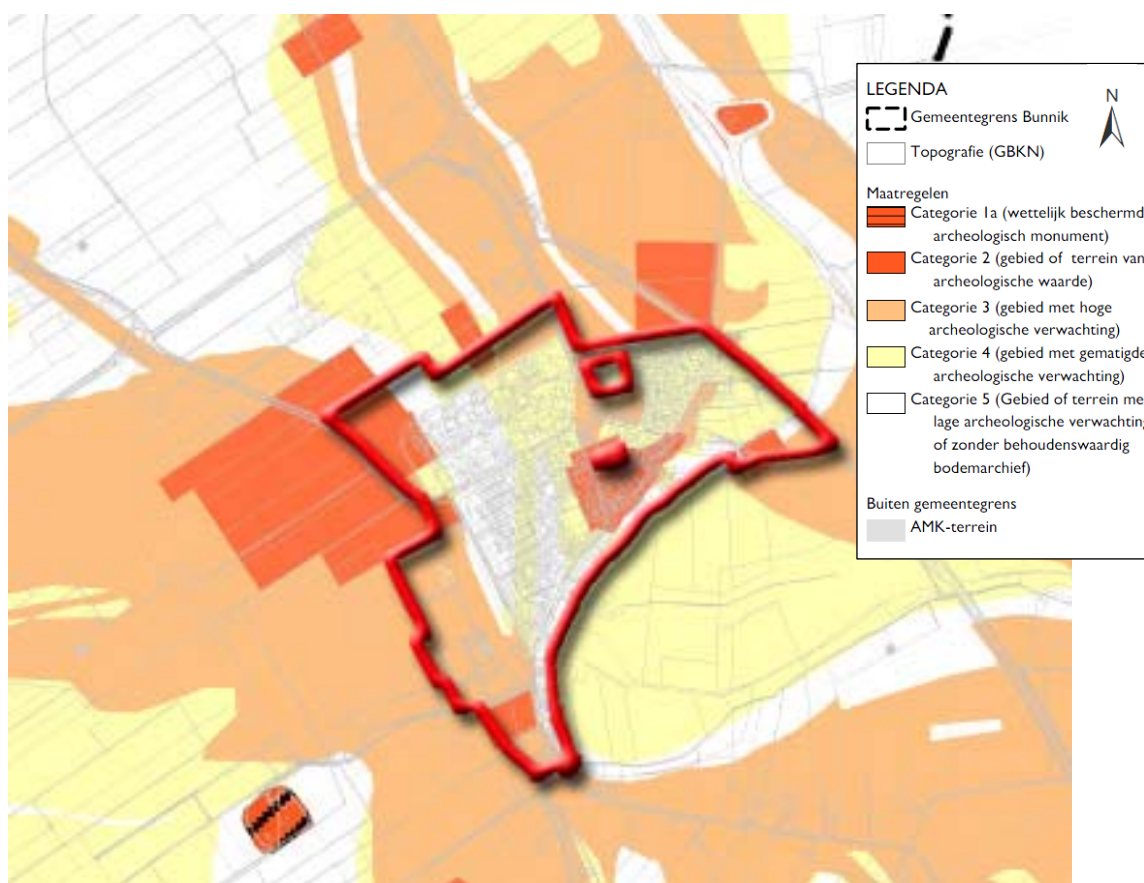 LEGENDA
N
Gemeentegrens Bunnik
Topografie (GBKN)
Maatregelen
Categorie 1a (wettelijk beschermd
archeologisch monument)
Categorie 2 (gebied of terrein van
archeologische waarde)
Categorie 3 (gebied met hoge
archeologische verwachting)
Categorie 4 (gebied met gematigde
archeologische verwachting)
Categorie 5 (Gebied of terrein me
lage archeologische verwachting
of zonder behoudenswaardig
bodemarchief)
Buiten gemeentegrens
AMK-terrein